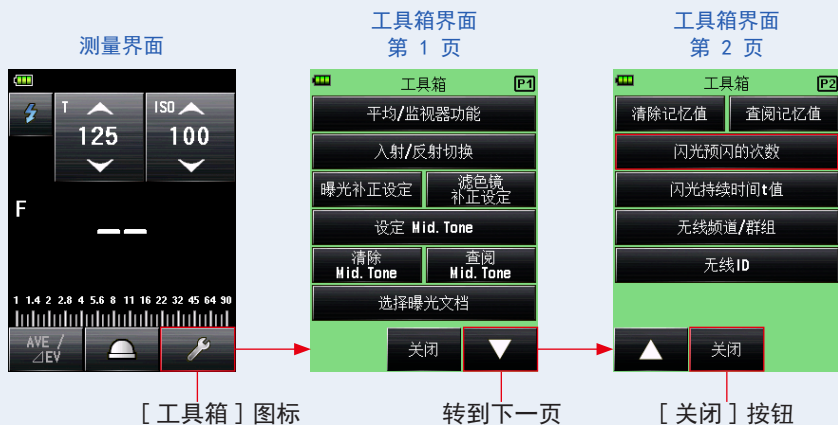 测量界面
工具箱界面
第 1 页
工具箱界面
第 2 页
T
125
ISO
100
F
1 1.4 2 2.8 4 5.6 8 11 16 22 32 45 64 90
AVE /
⊿EV
工具箱 P1
平均/监视器功能
入射/反射切换
曝光补正设定
滤色镜
补正设定
设定 Mid. Tone
清除
Mid. Tone
查阅
Mid. Tone
选择曝光文档
关闭
工具箱 P2
清除记忆值
查阅记忆值
闪光预闪的次数
闪光持续时间t值
无线频道/群组
无线ID
关闭
[ 工具箱 ] 图标
转到下一页
[ 关闭 ] 按钮